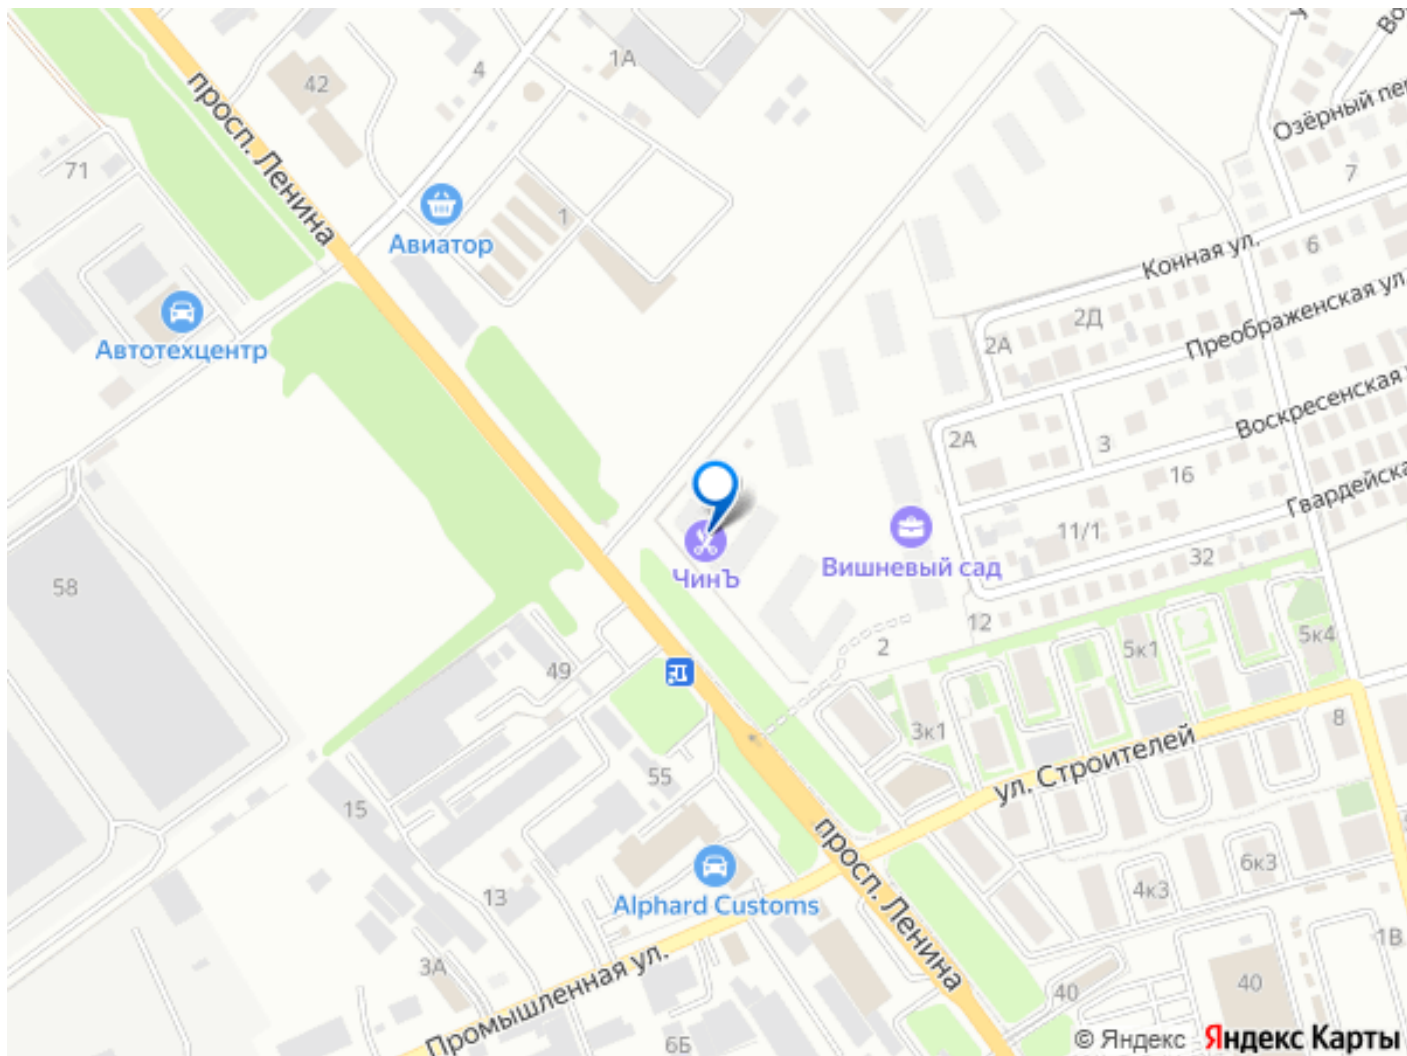 42
4
1А
просп. Ленина
71
Авиатор
1
Автотехцентр
Озёрный пер
7
Конная ул.
6
2Д
2А
Преображенская ул.
Воскресенская
2А
3
16
Гвардейска
11/1
32
ЧинЪ
Вишневый сад
58
12
2
5к1
5к4
49
3к1
8
ул. Строителей
55
15
просп. Ленина
13
Alphard Customs
4к3
6к3
3А
1В
Промышленная ул.
40
40
6Б
© Яндекс Яндекс Карты